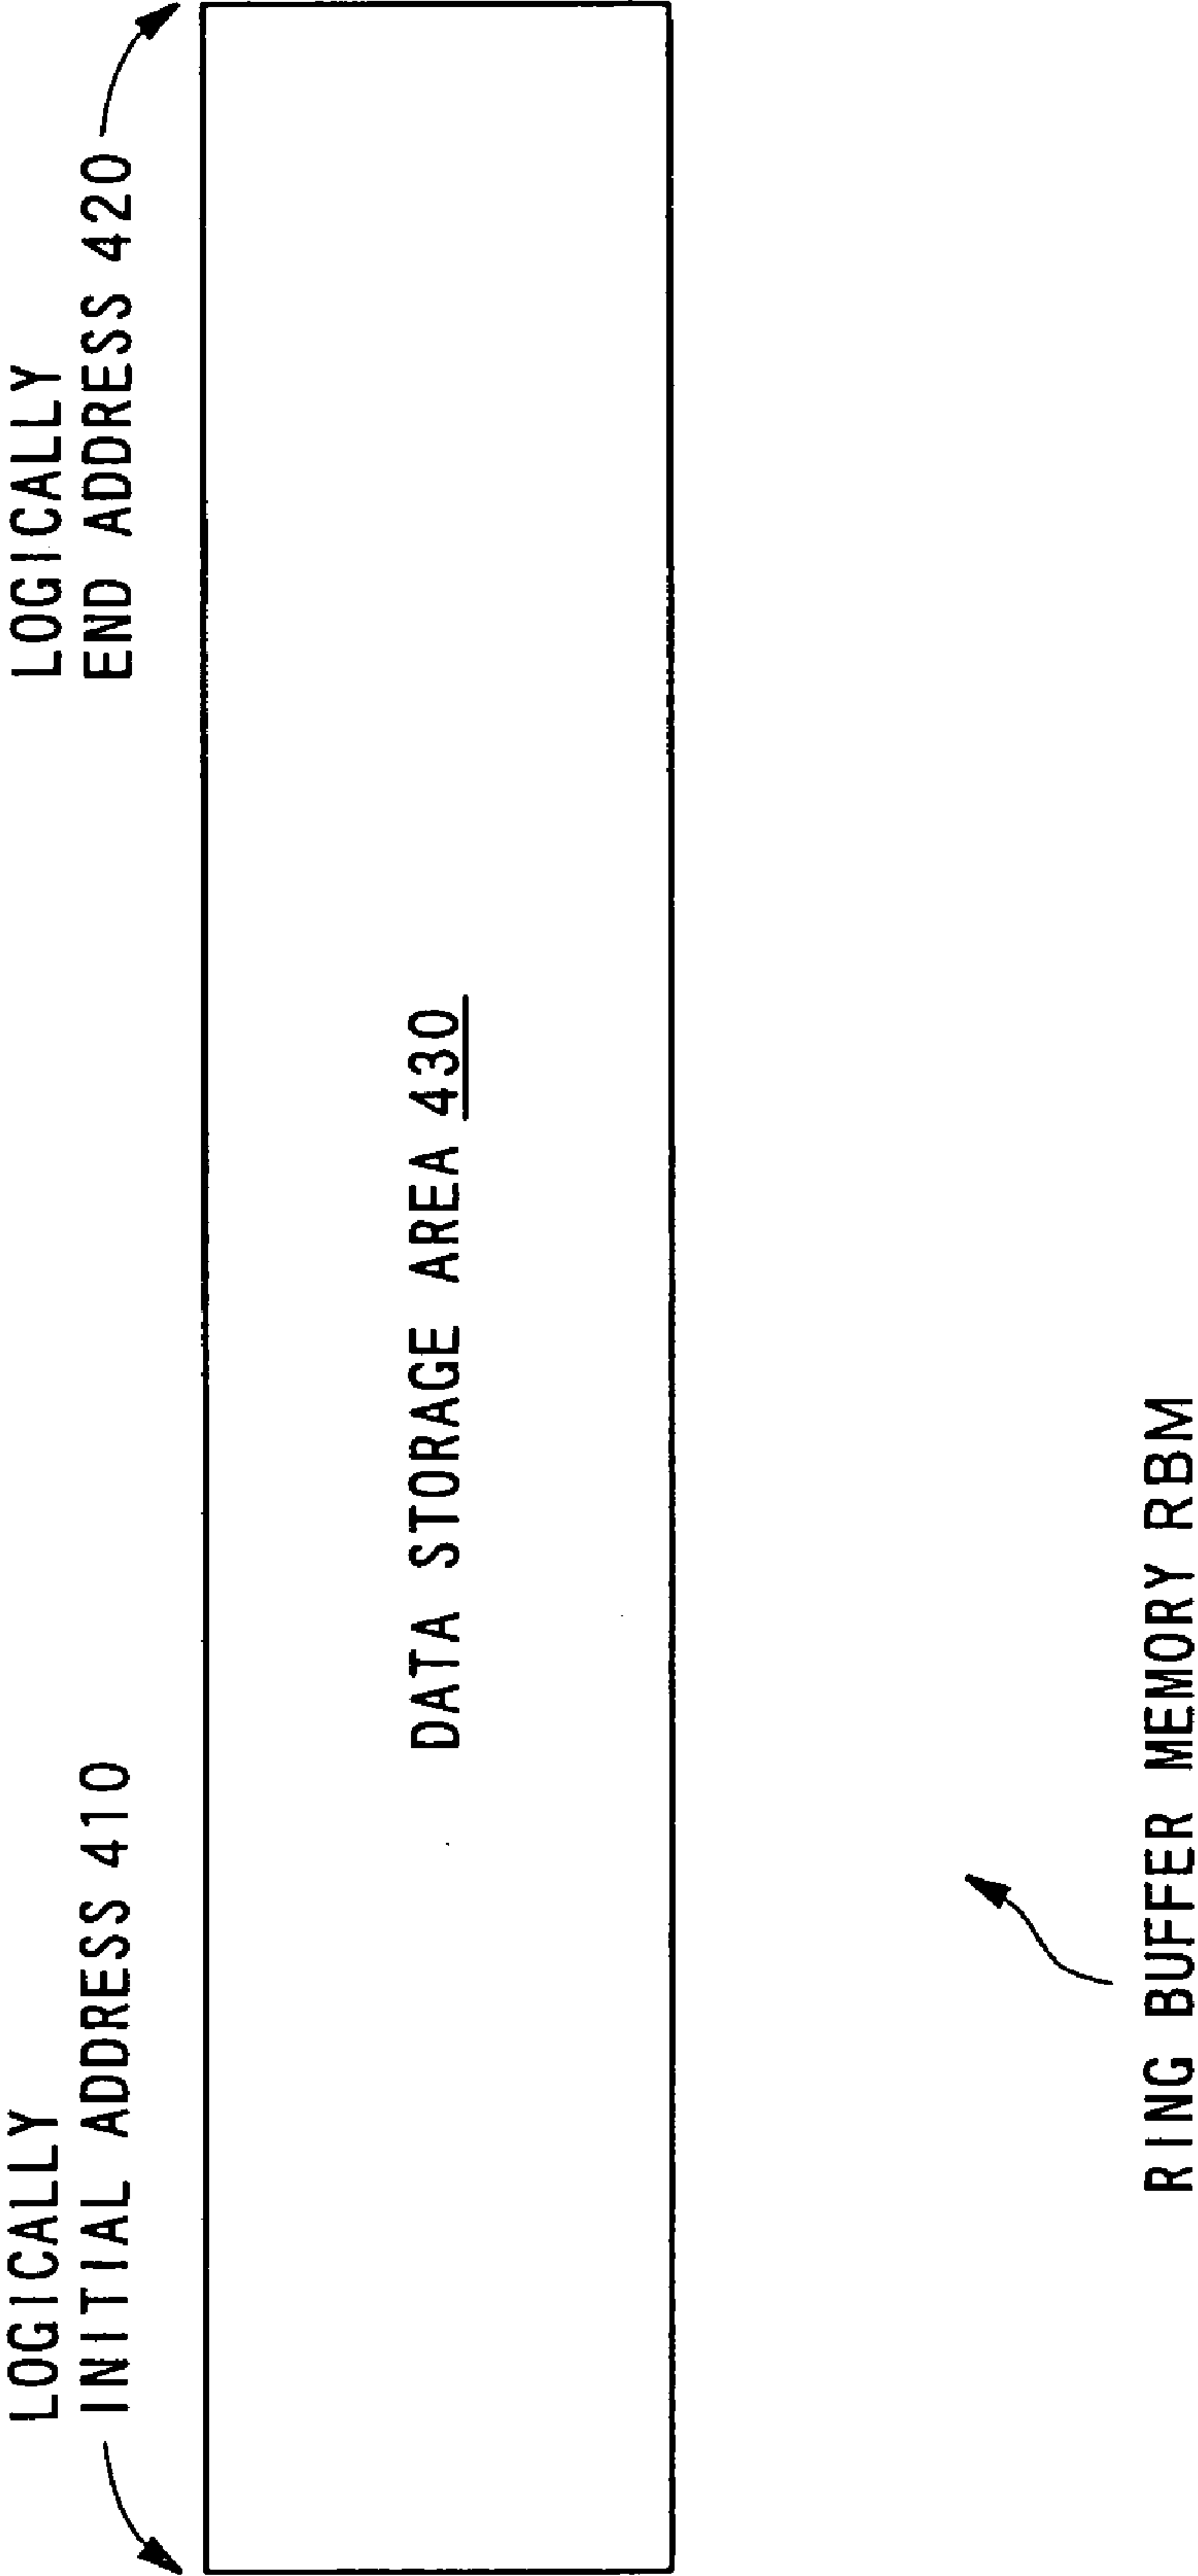 LOGICALLY
INITIAL ADDRESS 410
LOGICALLY
END ADDRESS 420
DATA STORAGE AREA 430
RING BUFFER MEMORY RBM